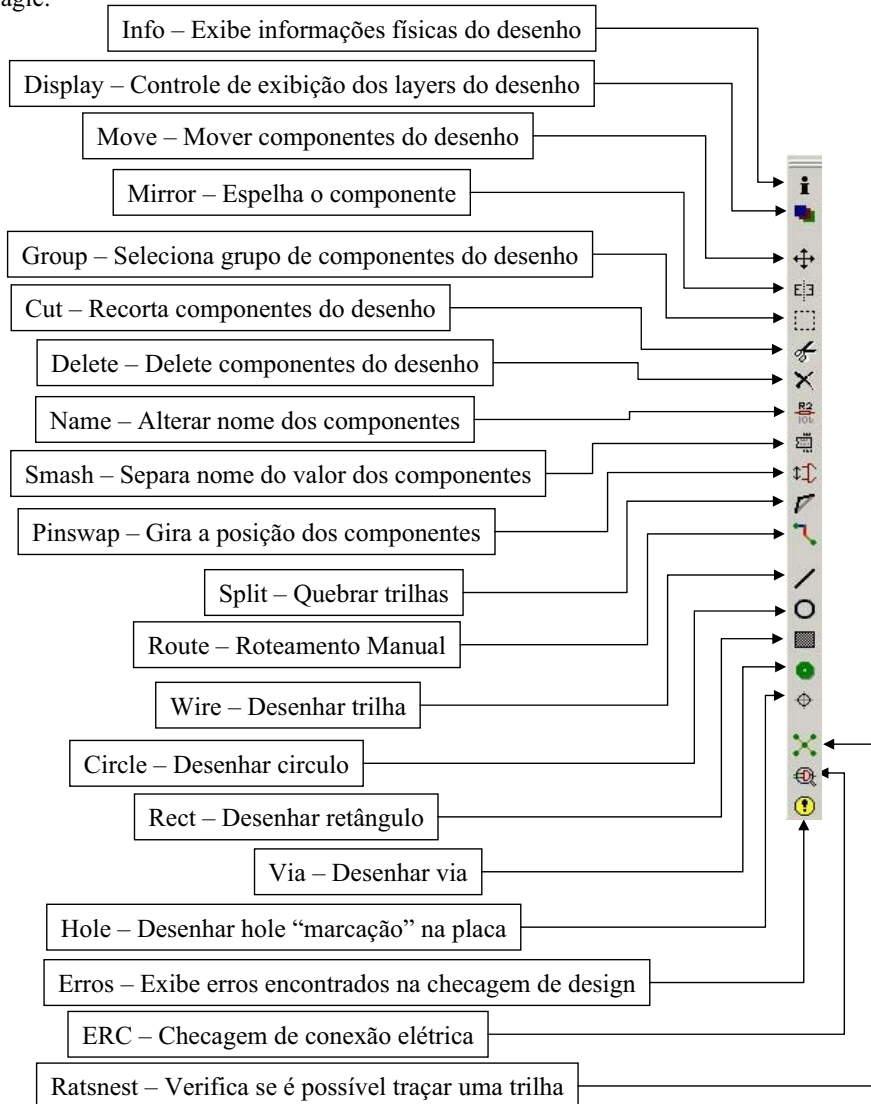 Info – Exibe informações físicas do desenho
Display – Controle de exibição dos layers do desenho
Move – Mover componentes do desenho
Mirror – Espelha o componente
Group – Seleciona grupo de componentes do desenho
Cut – Recorta componentes do desenho
Delete – Delete componentes do desenho
Name – Alterar nome dos componentes
R2
10k
Smash – Separa nome do valor dos componentes
Pinswap – Gira a posição dos componentes
Split – Quebrar trilhas
Route – Roteamento Manual
Wire – Desenhar trilha
Circle – Desenhar circulo
Rect – Desenhar retângulo
Via – Desenhar via
Hole – Desenhar hole “marcação” na placa
Erros – Exibe erros encontrados na checagem de design
ERC – Checagem de conexão elétrica
Ratsnest – Verifica se é possível traçar uma trilha